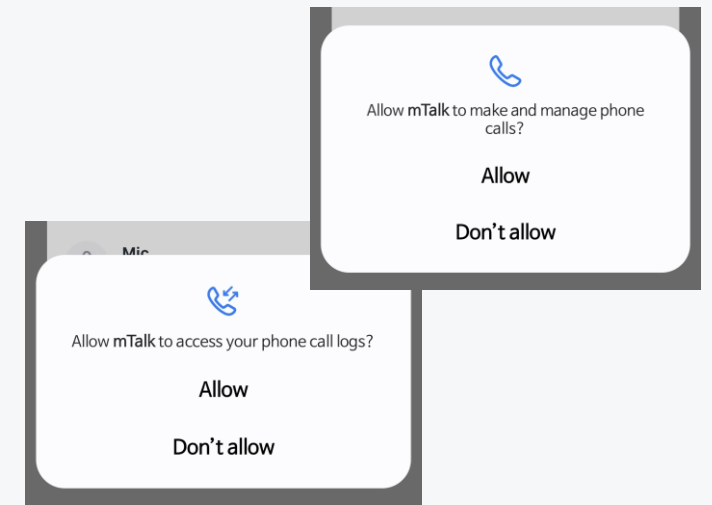 Allow mTalk to make and manage phone
calls?
Allow
Don't allow
Mic
Allow mTalk to access your phone call logs?
Allow
Don't allow